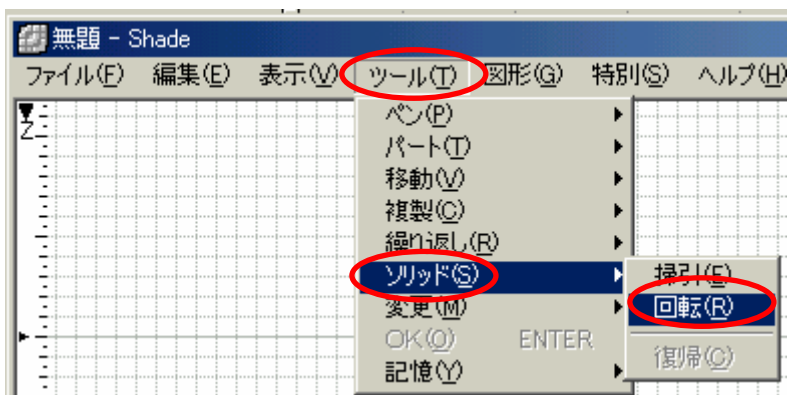 無題 - Shade
ファイル(F) 編集(E) 表示(V) ツール(T) 図形(G) 特別(S) ヘルプ(H)
Z
ペン(P)
パート(T)
移動(V)
複製(C)
繰り返し(R)
ソリッド(S)
掃引(E)
変更(M)
回転(R)
OK(O) ENTER
復帰(C)
記憶(Y)